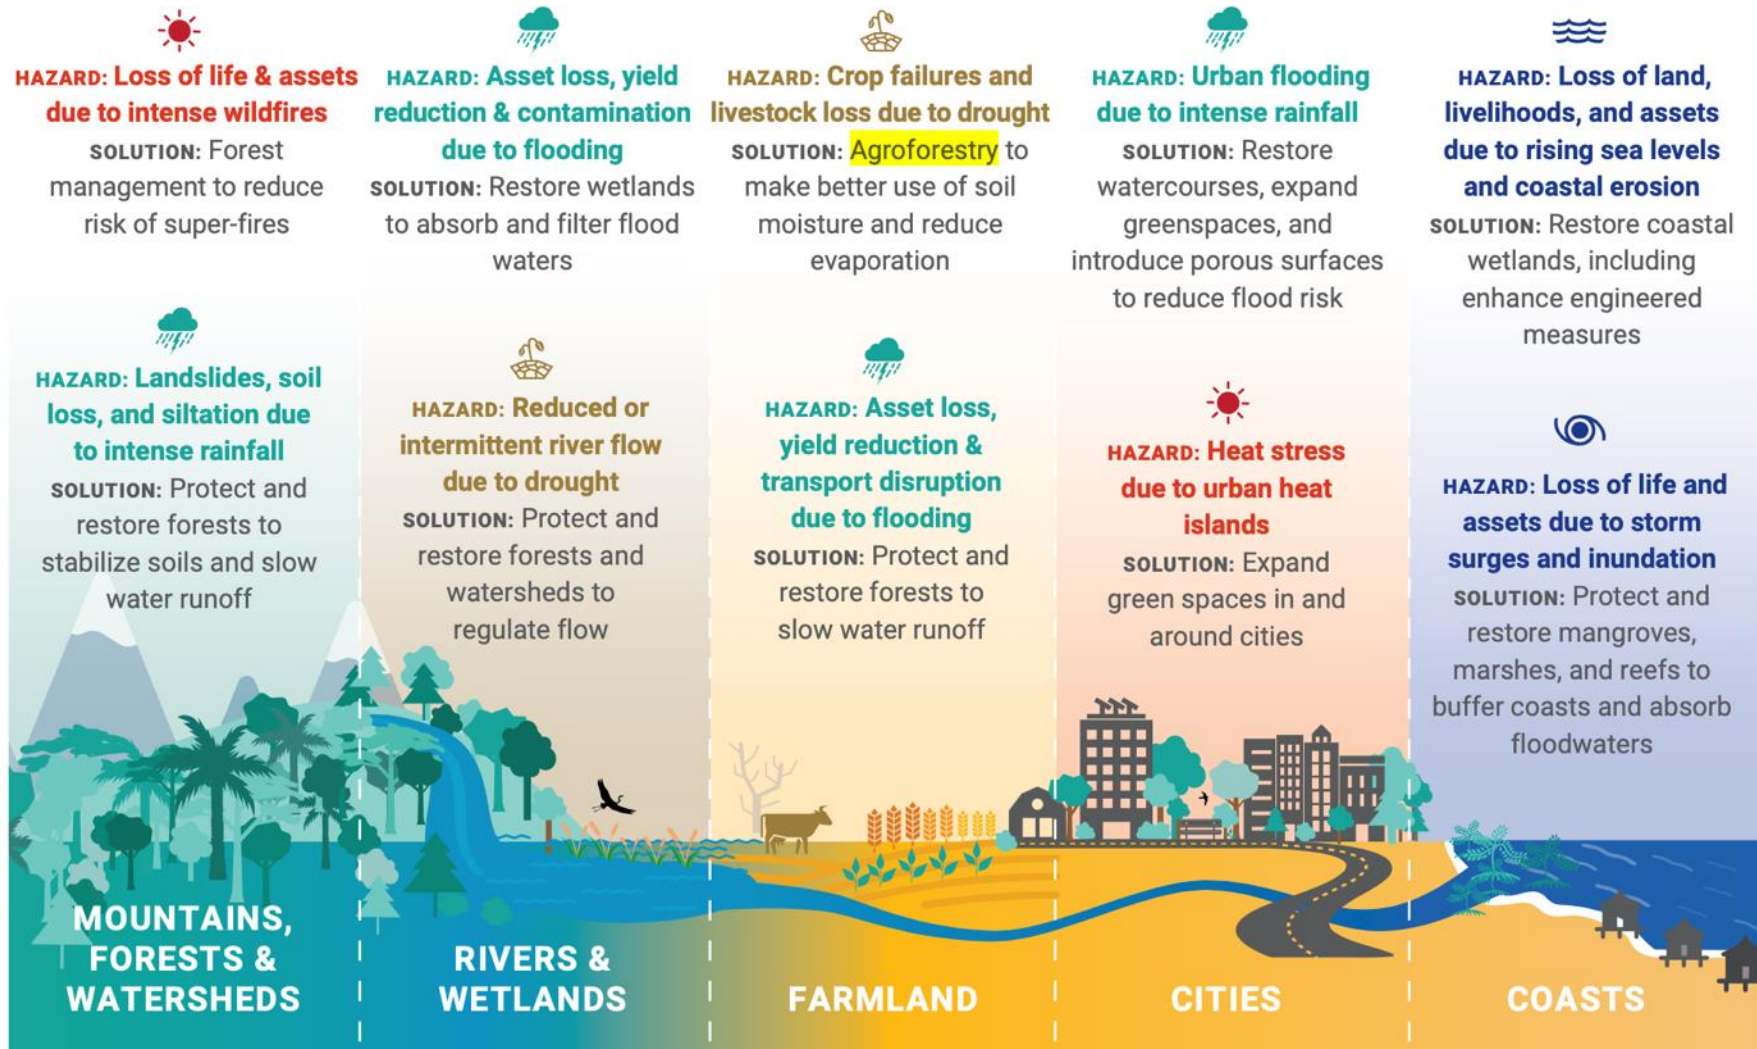 HAZARD: Loss of life & assets
due to intense wildfires
SOLUTION: Forest
management to reduce
risk of super-fires
HAZARD: Landslides, soil
loss, and siltation due
to intense rainfall
SOLUTION: Protect and
restore forests to
stabilize soils and slow
water runoff
MOUNTAINS,
FORESTS &
WATERSHEDS
HAZARD: Asset loss, yield
reduction & contamination
due to flooding
SOLUTION: Restore wetlands
to absorb and filter flood
waters
HAZARD: Reduced or
intermittent river flow
due to drought
SOLUTION: Protect and
restore forests and
watersheds to
regulate flow
RIVERS &
WETLANDS
HAZARD: Crop failures and
livestock loss due to drought
SOLUTION: Agroforestry to
make better use of soil
moisture and reduce
evaporation
HAZARD: Asset loss,
yield reduction &
transport disruption
due to flooding
SOLUTION: Protect and
restore forests to
slow water runoff
FARMLAND
HAZARD: Urban flooding
due to intense rainfall
SOLUTION: Restore
watercourses, expand
greenspaces, and
introduce porous surfaces
to reduce flood risk
HAZARD: Heat stress
due to urban heat
islands
SOLUTION: Expand
green spaces in and
around cities
CITIES
HAZARD: Loss of land,
livelihoods, and assets
due to rising sea levels
and coastal erosion
SOLUTION: Restore coastal
wetlands, including
enhance engineered
measures
HAZARD: Loss of life and
assets due to storm
surges and inundation
SOLUTION: Protect and
restore mangroves,
marshes, and reefs to
buffer coasts and absorb
floodwaters
COASTS